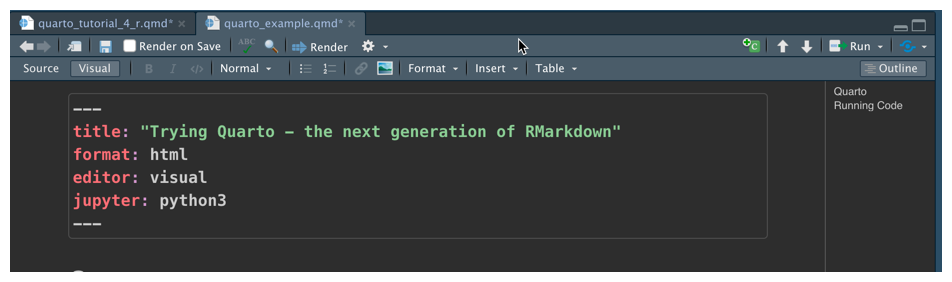 quarto_tutorial_4_r.qmd* × quarto_example.qmd* ×
Render on Save ABC Render Run
Source Visual B I </> Normal Format Insert Table Outline
---
title: "Trying Quarto - the next generation of RMarkdown"
format: html
editor: visual
jupyter: python3
---
Quarto
Running Code